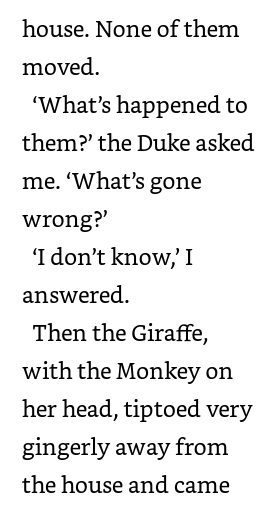 house. None of them
moved.
‘What’s happened to
them?’ the Duke asked
me. ‘What’s gone
wrong?’
‘I don’t know,’ I
answered.
Then the Giraffe,
with the Monkey on
her head, tiptoed very
gingerly away from
the house and came